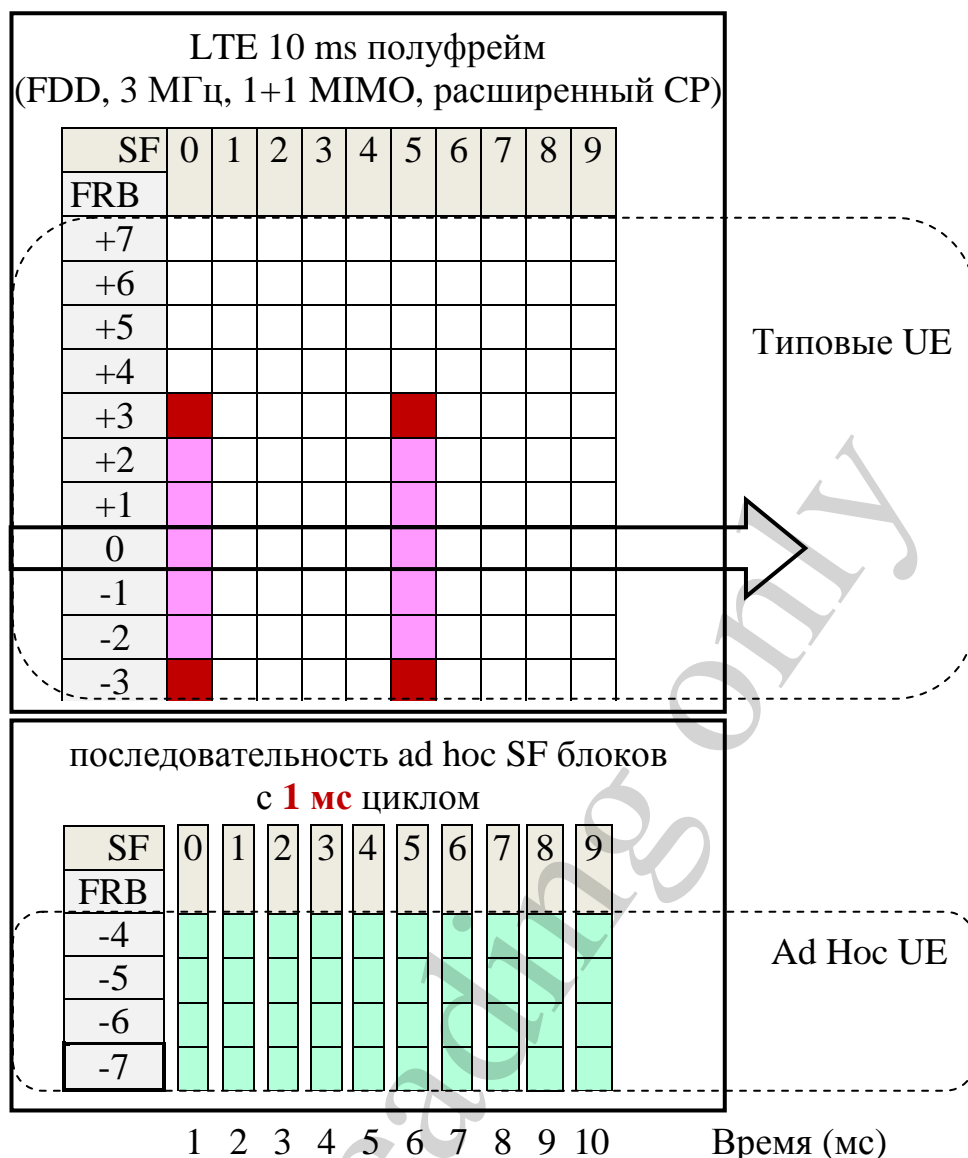 LTE 10 ms полуфрейм
(FDD, 3 МГц, 1+1 MIMO, расширенный CP)
SF 0 1 2 3 4 5 6 7 8 9
FRB
+7
+6
+5
Типовые UE
+4
+3
+2
+1
0
-1
-2
-3
последовательность ad hoc SF блоков
с 1 мс циклом
SF 0 1 2 3 4 5 6 7 8 9
FRB
-4
Ad Hoc UE
-5
-6
-7
1 2 3 4 5 6 7 8 9 10 Время (мс)
ading only